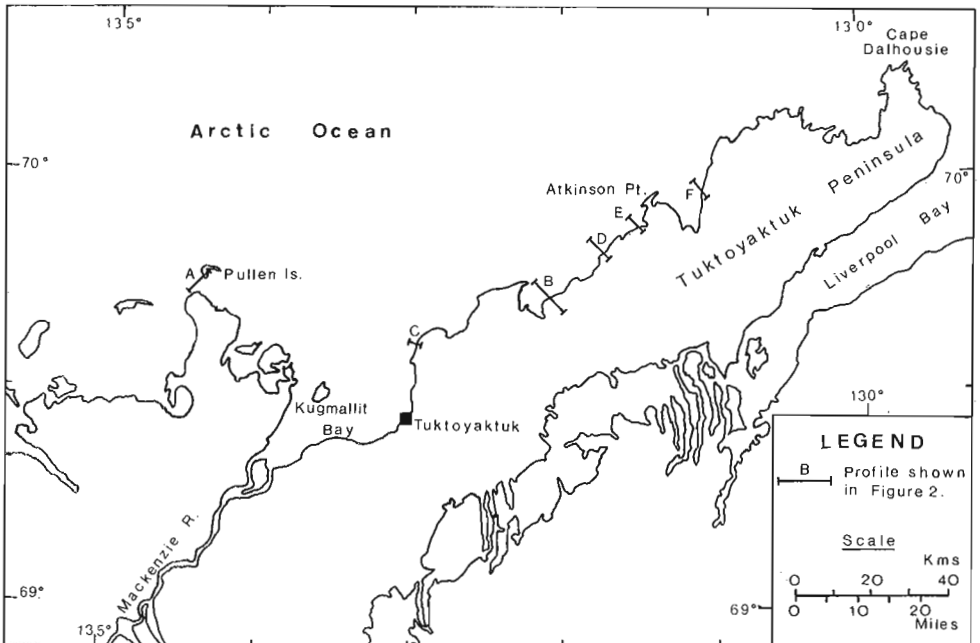 135°
130°
Cape
Dalhousie
Arctic Ocean
70°
70°
Atkinson Pt.
F
E
D
Tuktoyaktuk Peninsula
Liverpool Bay
A
Pullen Is.
B
C
Kugmallit
Bay
Tuktoyaktuk
130°
LEGEND
B
Profile shown
in Figure 2.
Scale
Kms
0 20 40
0 10 20
Miles
Mackenzie R.
69°
69°
13,5°